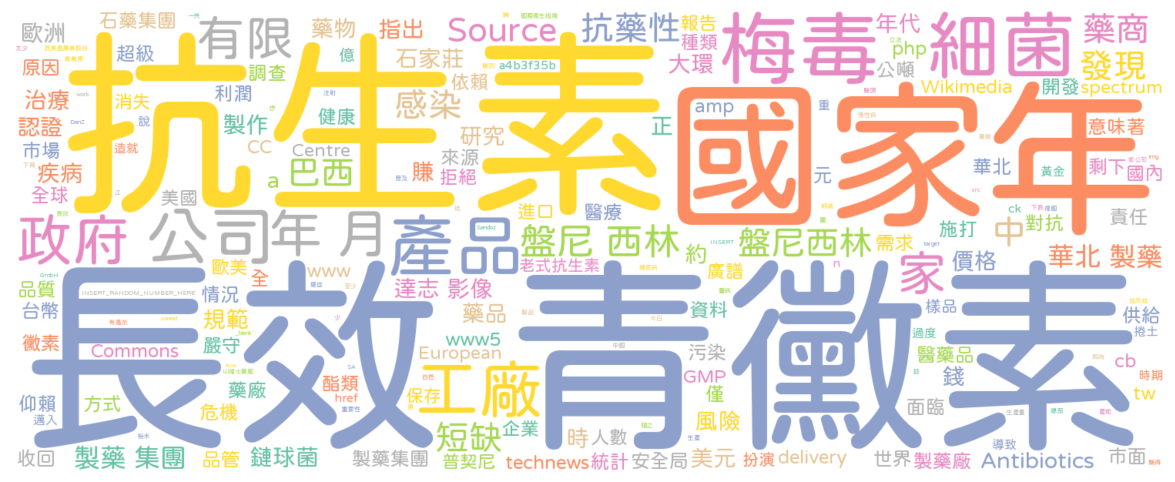 歐洲 石藥集團 有限 藥物 指出 Source 抗藥性 報告 年代 藥商
原因 超級 億 石家莊 a4b3f35b 種類 php 梅毒 細菌 發現
調查 依賴 大環 公噸 Wikimedia 開發 spectrum
治療 消失 利潤 感染 amp 重
認證 說 製作 健康 研究 正 意味著
抗生素 國家年
市場 造就 CC Centre 來源 元 華北 黃金 剩下 國內
疾病 a 巴西 賺 拒絕
全球 美國 進口 醫療 施打 ck 對抗 責任
政府 公司年 月 產品 盤尼 西林 約 盤尼西林 需求 中
歐美 全 www 老式抗生素 廣譜 家 價格 華北 製藥
品質 INSERT_RANDOM_NUMBER_HERE 情況 達志 影像
台幣 規範 藥品 資料 樣品 供給
黴素 嚴守 www5 過度 捲土
Commons European 污染 醫藥品 cb
長效青黴素
藥廠 酯類 工廠 GMP 錢 時期
仰賴 方式 href 保存 僅 tw
邁入 危機 短缺 企業 風險 面臨
時 人數 導致
收回 製藥 集團 品管 鏈球菌 製藥集團 普契尼 technews 統計 安全局 美元 扮演 delivery 世界 製藥廠 Antibiotics 市面